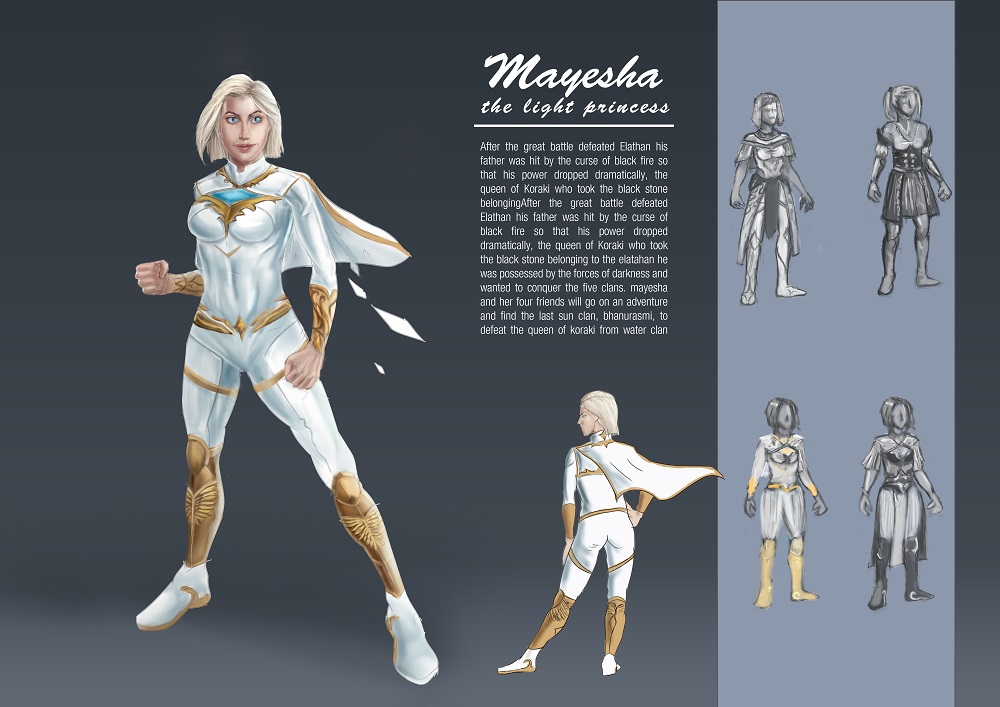 Mayesha
the light princess
After the great battle defeated Elathan his
father was hit by the curse of black fire so
that his power dropped dramatically, the
queen of Koraki who took the black stone
belongingAfter the great battle defeated
Elathan his father was hit by the curse of
black fire so that his power dropped
dramatically, the queen of Koraki who took
the black stone belonging to the elatahan he
was possessed by the forces of darkness and
wanted to conquer the five clans. mayesha
and her four friends will go on an adventure
and find the last sun clan, bhanurasmi, to
defeat the queen of koraki from water clan